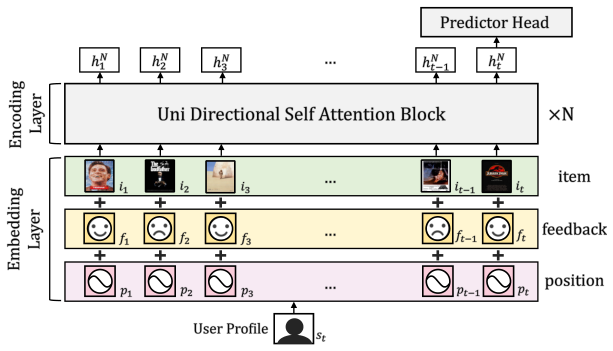 Predictor Head
h_1^N h_2^N h_3^N ... h_{t-1}^N h_t^N
Encoding
Layer
Uni Directional Self Attention Block
×N
Embedding
Layer
i_1 i_2 i_3 ... i_{t-1} i_t item
+ + + + +
f_1 f_2 f_3 ... f_{t-1} f_t feedback
+ + + + +
p_1 p_2 p_3 ... p_{t-1} p_t position
User Profile s_t